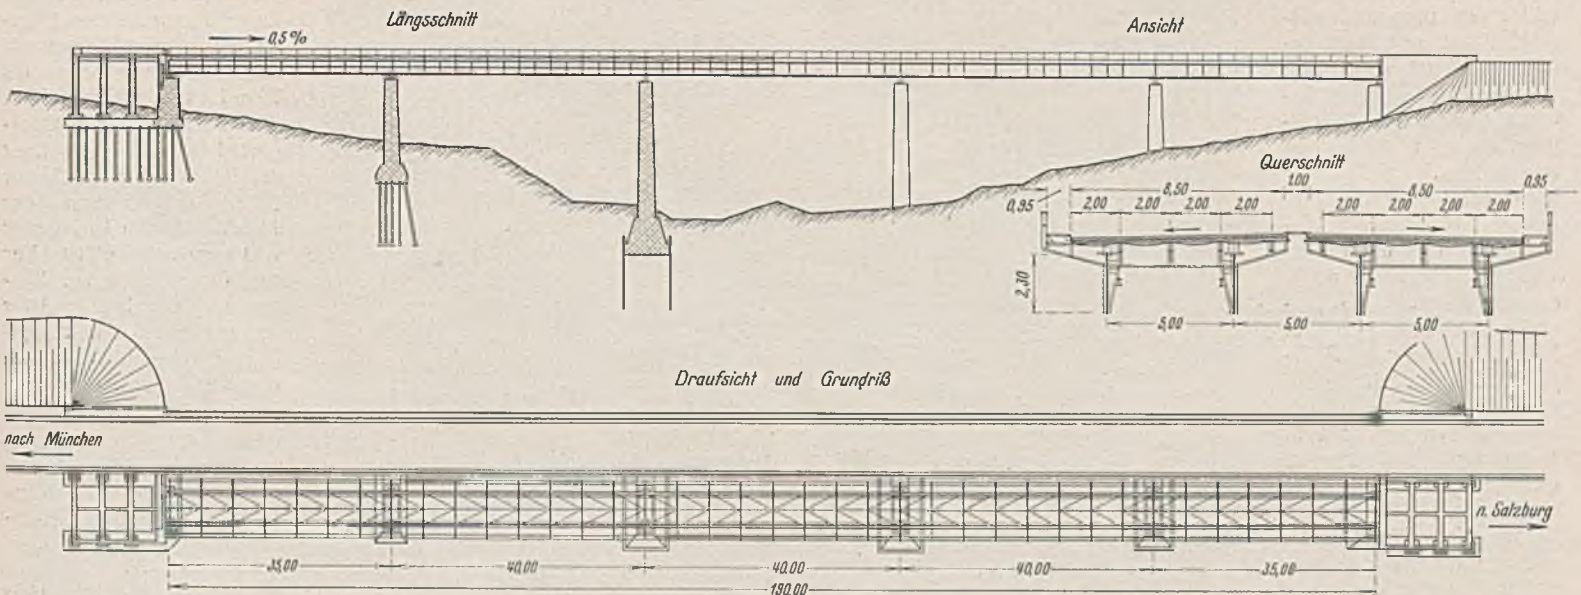 Längsschnitt
Ansicht
0,5 %
Querschnitt
1,00
0,95
8,50
8,50
0,95
2,00 2,00 2,00 2,00
2,00 2,00 2,00 2,00
2,30
5,00 5,00 5,00
Draufsicht und Grundriß
nach München
n. Salzburg
35,00 40,00 40,00 40,00 35,00
190,00